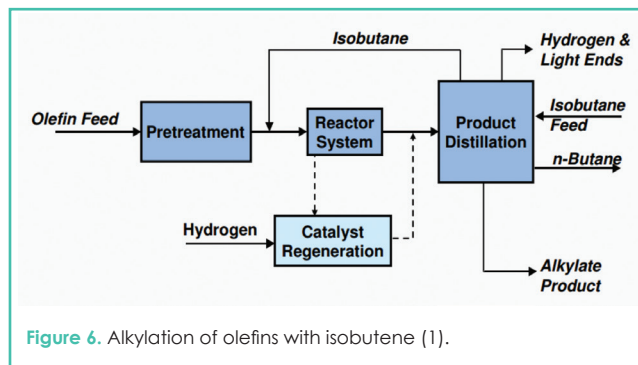 Isobutane
Hydrogen &
Light Ends
Olefin Feed
Pretreatment
Reactor
System
Product
Distillation
Isobutane
Feed
n-Butane
Hydrogen
Catalyst
Regeneration
Alkylate
Product
Figure 6. Alkylation of olefins with isobutene (1).